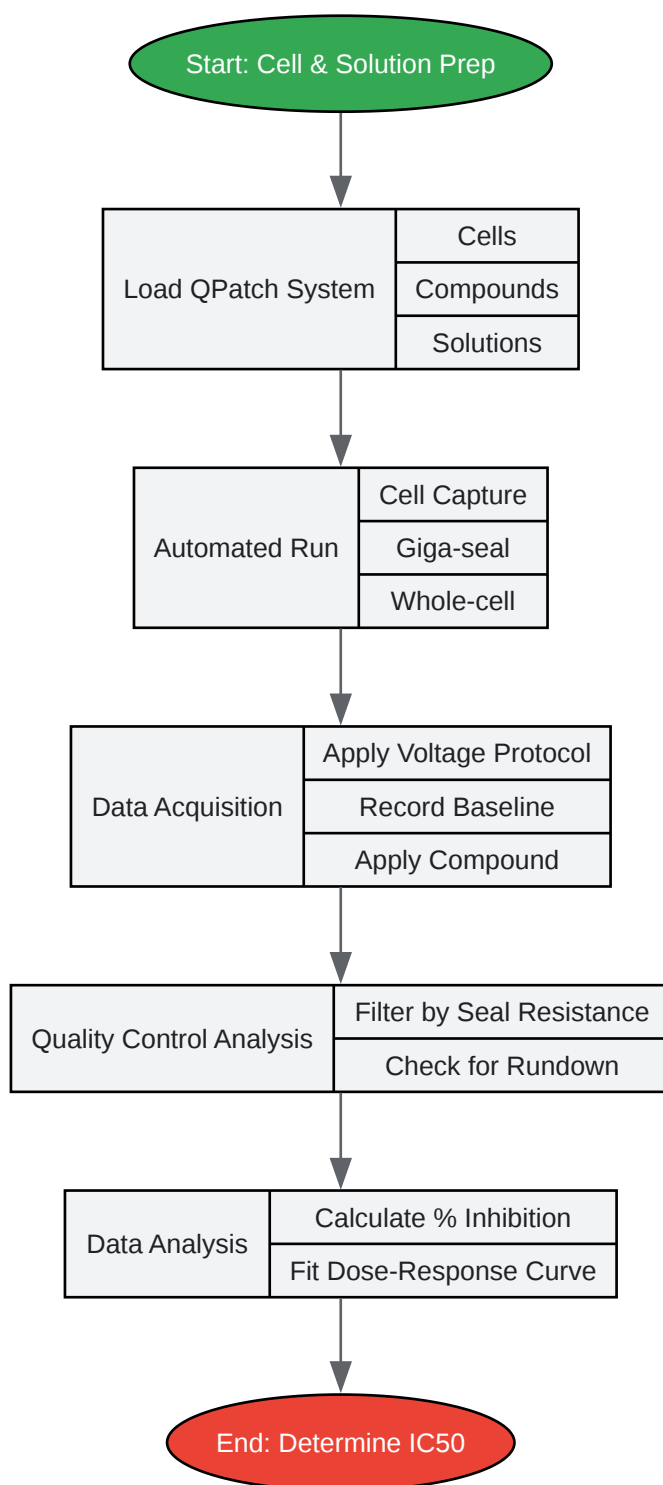 Start: Cell & Solution Prep
Load QPatch System
Cells
Compounds
Solutions
Automated Run
Cell Capture
Giga-seal
Whole-cell
Data Acquisition
Apply Voltage Protocol
Record Baseline
Apply Compound
Quality Control Analysis
Filter by Seal Resistance
Check for Rundown
Data Analysis
Calculate % Inhibition
Fit Dose-Response Curve
End: Determine IC50